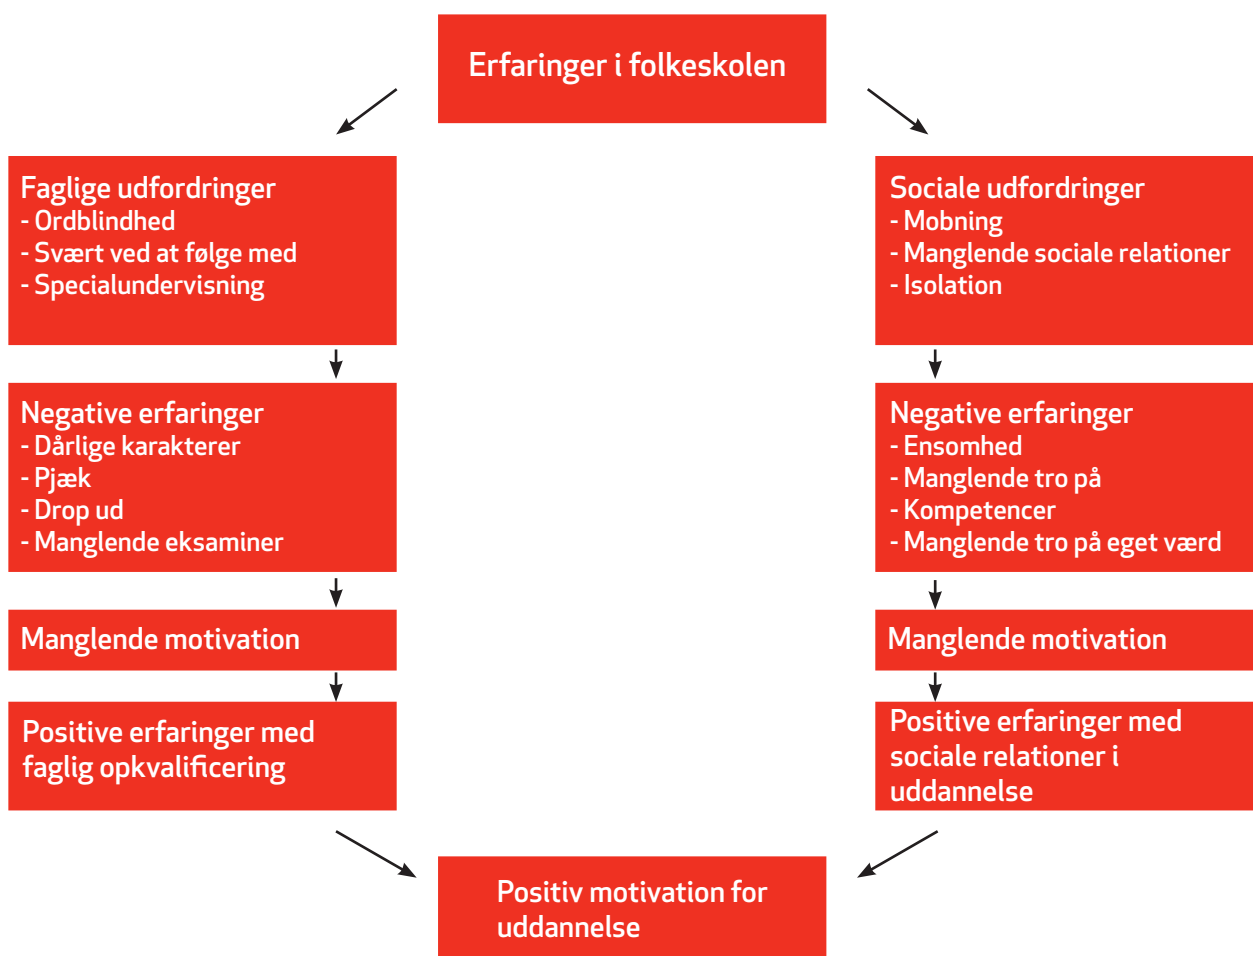 Erfaringer i folkeskolen
Faglige udfordringer
- Ordblindhed
- Svært ved at følge med
- Specialundervisning
Sociale udfordringer
- Mobning
- Manglende sociale relationer
- Isolation
Negative erfaringer
- Dårlige karakterer
- Pjæk
- Drop ud
- Manglende eksaminer
Negative erfaringer
- Ensomhed
- Manglende tro på
- Kompetencer
- Manglende tro på eget værd
Manglende motivation
Manglende motivation
Positive erfaringer med
faglig opkvalificering
Positive erfaringer med
sociale relationer i
uddannelse
Positiv motivation for
uddannelse